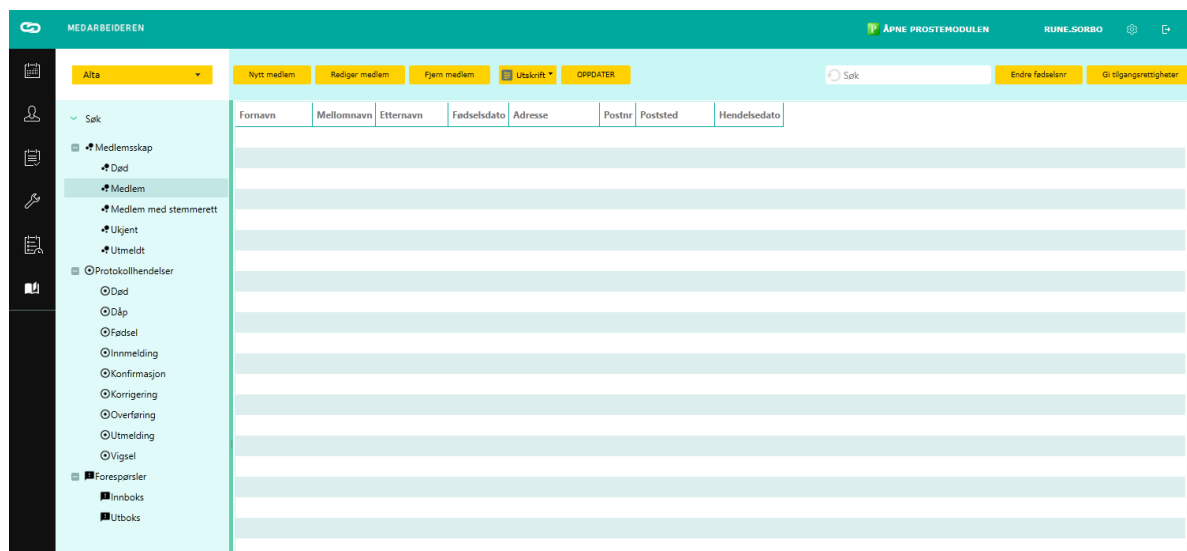 MEDARBEIDEREN
ÅPNE PROSTEMODULEN
RUNE.SORBO
Alta
Nytt medlem
Rediger medlem
Fjern medlem
Utskrift
OPPDATER
Søk
Endre fødselsnr
Gi tilgangsrettigheter
Søk
Medlemsskap
Død
Medlem
Medlem med stemmerett
Ukjent
Utmeldt
Protokollhendelser
Død
Dåp
Fødsel
Innmelding
Konfirmasjon
Korrigering
Overføring
Utmelding
Vigsel
Forespørsler
Innboks
Utboks
Fornavn Mellomnavn Etternavn Fødselsdato Adresse Postnr Poststed Hendelsedato